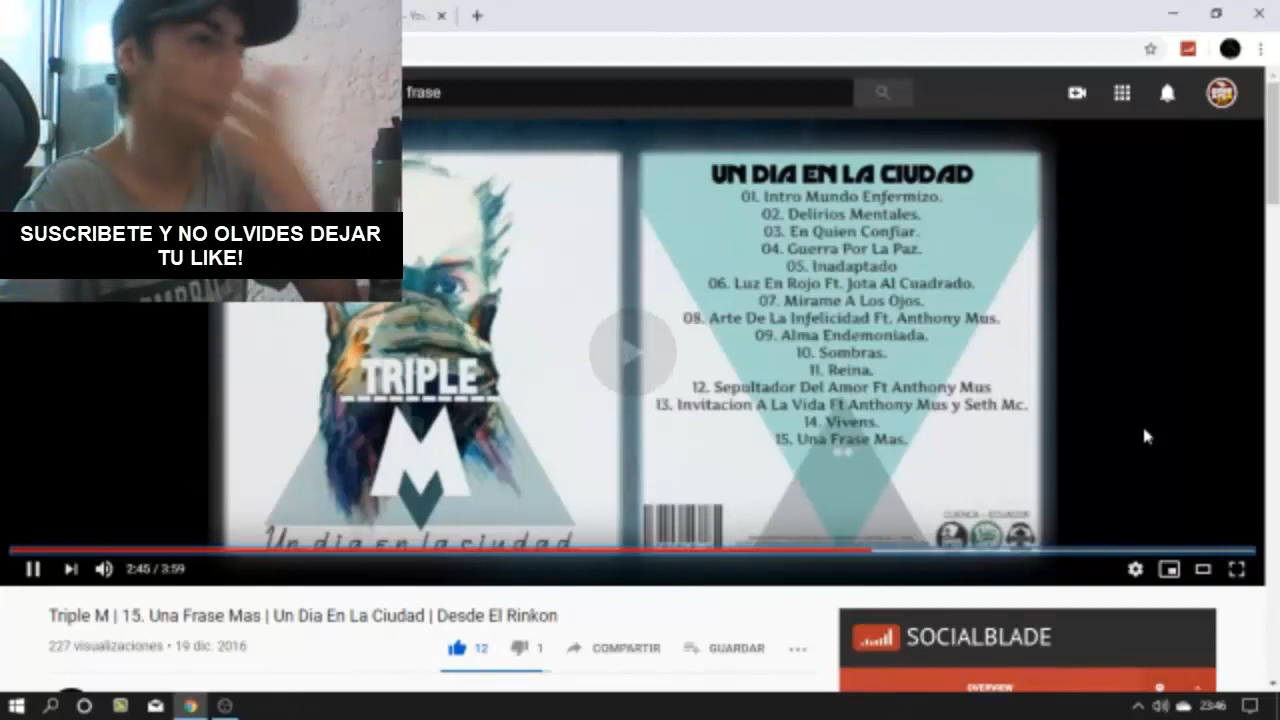 frase
SUSCRIBETE Y NO OLVIDES DEJAR
TU LIKE!
TRIPLE
M
Un dia en la ciudad
UN DIA EN LA CIUDAD
01. Intro Mundo Enfermizo.
02. Delirios Mentales.
03. En Quien Confiar.
04. Guerra Por La Paz.
05. Inadaptado
06. Luz En Rojo Ft. Jota Al Cuadrado.
07. Mirame A Los Ojos.
08. Arte De La Infelicidad Ft. Anthony Mus.
09. Alma Endemoniada.
10. Sombras.
11. Reina.
12. Sepultador Del Amor Ft Anthony Mus
13. Invitacion A La Vida Ft Anthony Mus y Seth Mc.
14. Vivens.
15. Una Frase Mas.
CUENCA - ECUADOR
2:45 / 3:59
Triple M | 15. Una Frase Mas | Un Dia En La Ciudad | Desde El Rinkon
227 visualizaciones • 19 dic. 2016
12
1
COMPARTIR
GUARDAR
SOCIALBLADE
OVERVIEW
23:46